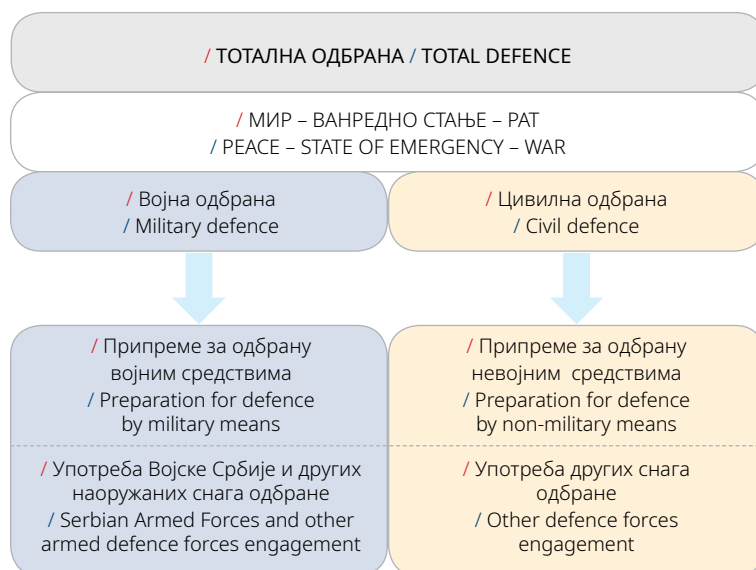 / ТОТАЛНА ОДБРАНА / TOTAL DEFENCE
/ МИР – ВАНРЕДНО СТАЊЕ – РАТ
/ PEACE – STATE OF EMERGENCY – WAR
/ Војна одбрана
/ Military defence
/ Цивилна одбрана
/ Civil defence
/ Припреме за одбрану
војним средствима
/ Preparation for defence
by military means
/ Припреме за одбрану
невојним средствима
/ Preparation for defence
by non-military means
/ Употреба Војске Србије и других
наоружаних снага одбране
/ Serbian Armed Forces and other
armed defence forces engagement
/ Употреба других снага
одбране
/ Other defence forces
engagement